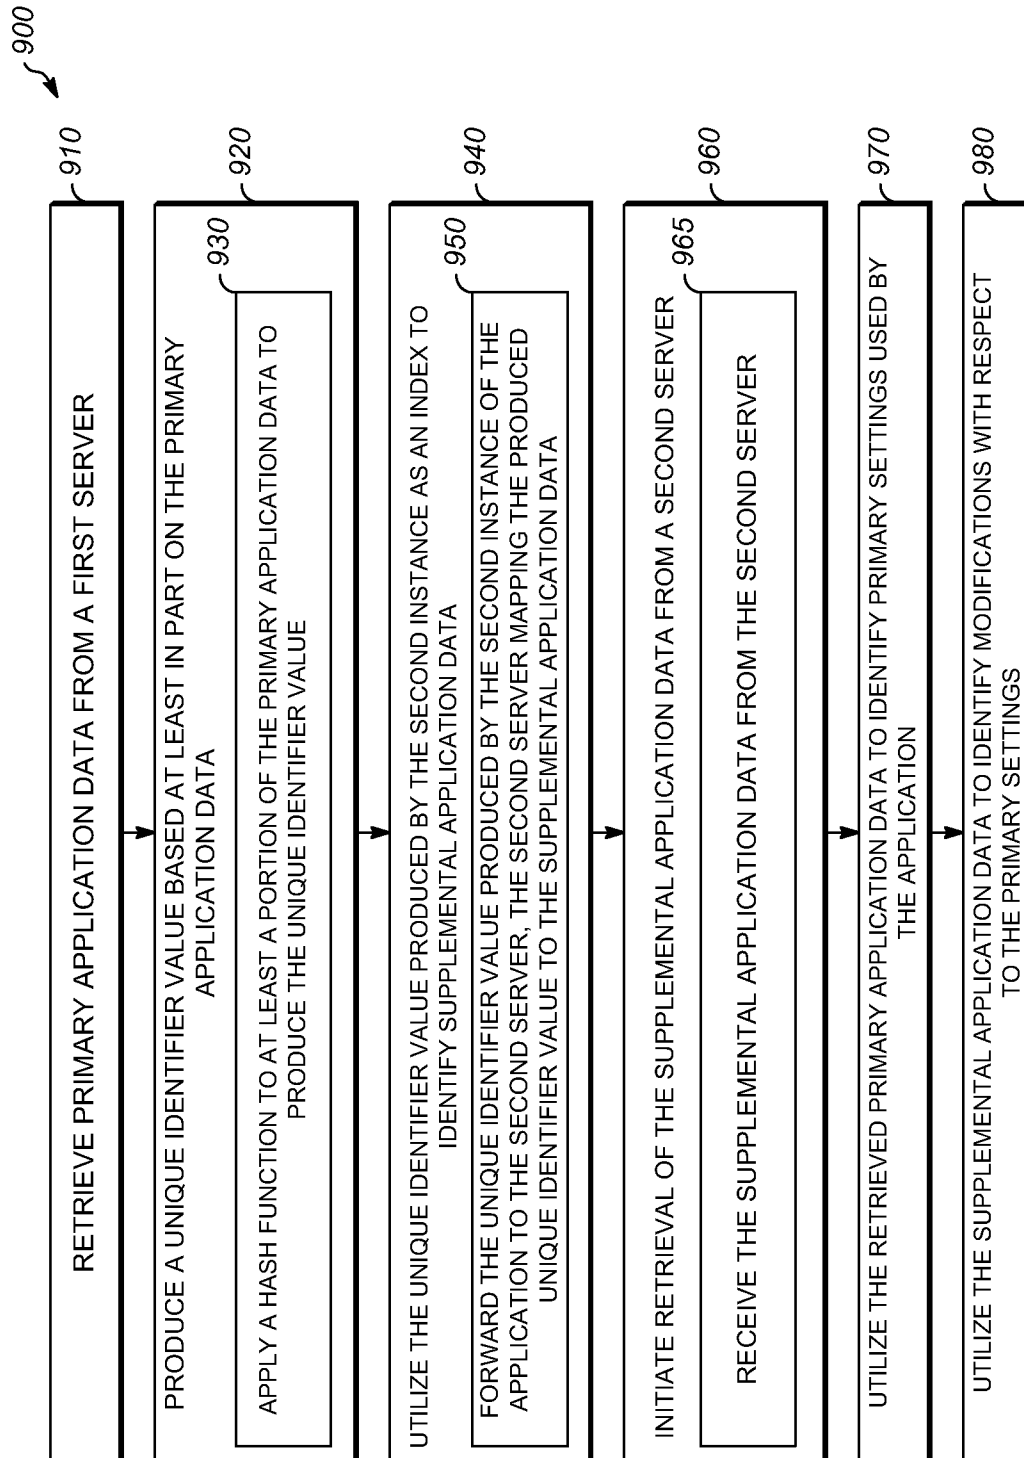 900
910
RETRIEVE PRIMARY APPLICATION DATA FROM A FIRST SERVER
920
PRODUCE A UNIQUE IDENTIFIER VALUE BASED AT LEAST IN PART ON THE PRIMARY
APPLICATION DATA
930
APPLY A HASH FUNCTION TO AT LEAST A PORTION OF THE PRIMARY APPLICATION DATA TO
PRODUCE THE UNIQUE IDENTIFIER VALUE
940
UTILIZE THE UNIQUE IDENTIFIER VALUE PRODUCED BY THE SECOND INSTANCE AS AN INDEX TO
IDENTIFY SUPPLEMENTAL APPLICATION DATA
950
FORWARD THE UNIQUE IDENTIFIER VALUE PRODUCED BY THE SECOND INSTANCE OF THE
APPLICATION TO THE SECOND SERVER, THE SECOND SERVER MAPPING THE PRODUCED
UNIQUE IDENTIFIER VALUE TO THE SUPPLEMENTAL APPLICATION DATA
960
INITIATE RETRIEVAL OF THE SUPPLEMENTAL APPLICATION DATA FROM A SECOND SERVER
965
RECEIVE THE SUPPLEMENTAL APPLICATION DATA FROM THE SECOND SERVER
970
UTILIZE THE RETRIEVED PRIMARY APPLICATION DATA TO IDENTIFY PRIMARY SETTINGS USED BY
THE APPLICATION
980
UTILIZE THE SUPPLEMENTAL APPLICATION DATA TO IDENTIFY MODIFICATIONS WITH RESPECT
TO THE PRIMARY SETTINGS